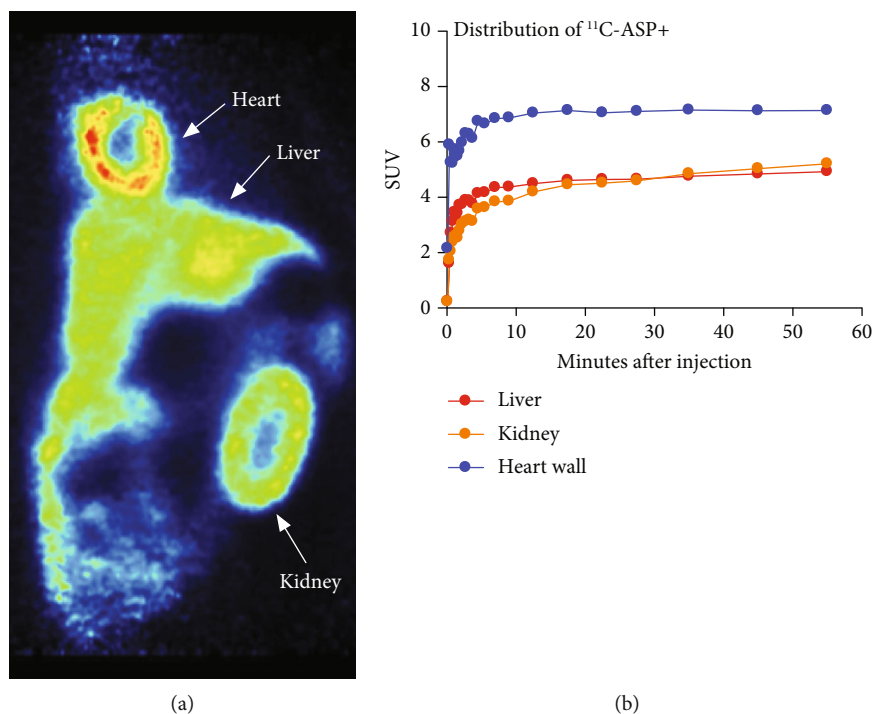 Heart
Liver
Kidney
(a)
Distribution of ¹¹C-ASP+
10
8
6
4
2
0
SUV
0 10 20 30 40 50 60
Minutes after injection
Liver
Kidney
Heart wall
(b)